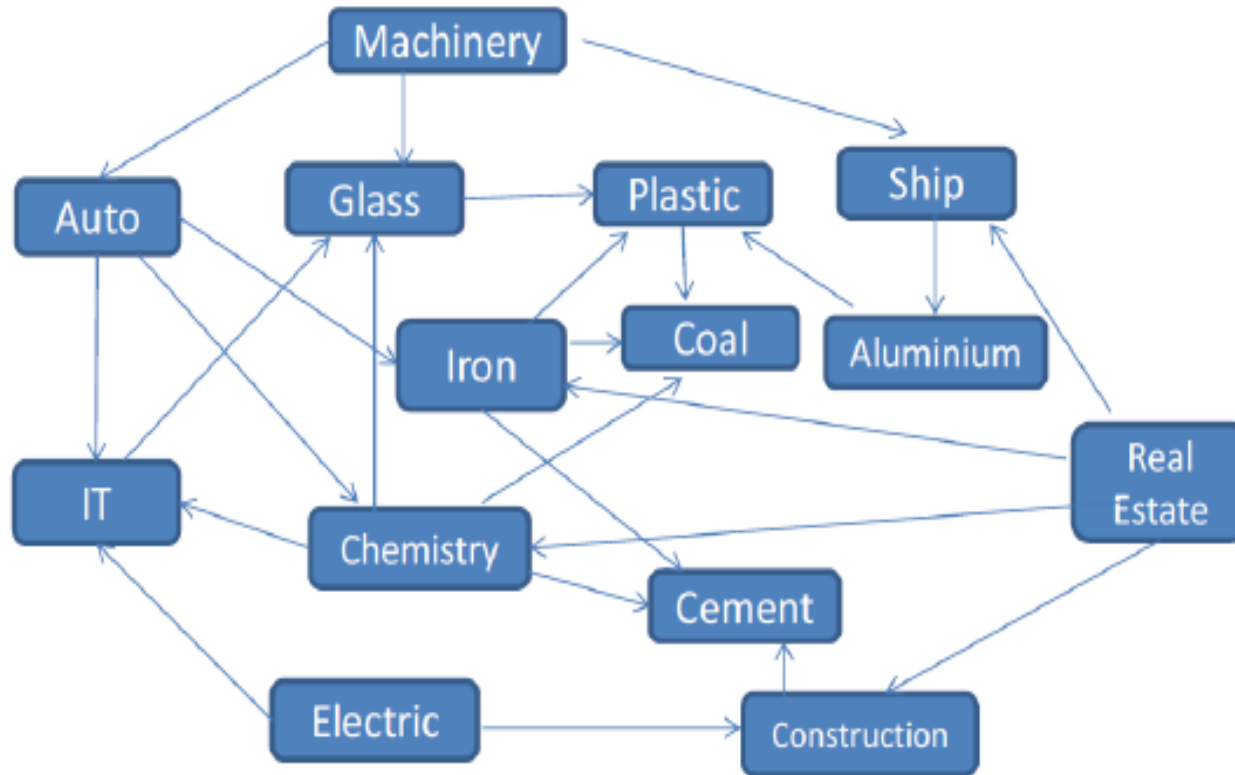 Machinery
Auto
Glass
Plastic
Ship
Iron
Coal
Aluminium
IT
Chemistry
Real
Estate
Cement
Electric
Construction